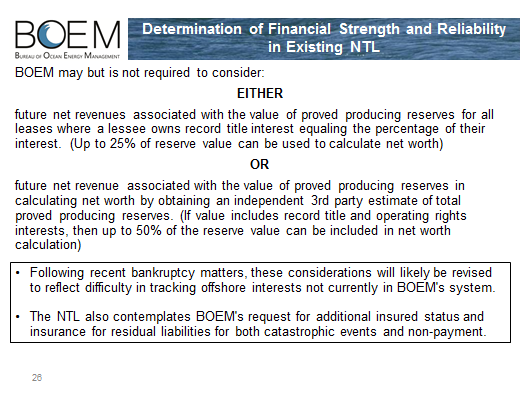 BOEM
BUREAU OF OCEAN ENERGY MANAGEMENT
Determination of Financial Strength and Reliability
in Existing NTL
BOEM may but is not required to consider:
EITHER
future net revenues associated with the value of proved producing reserves for all
leases where a lessee owns record title interest equaling the percentage of their
interest. (Up to 25% of reserve value can be used to calculate net worth)
OR
future net revenue associated with the value of proved producing reserves in
calculating net worth by obtaining an independent 3rd party estimate of total
proved producing reserves. (If value includes record title and operating rights
interests, then up to 50% of the reserve value can be included in net worth
calculation)
• Following recent bankruptcy matters, these considerations will likely be revised
to reflect difficulty in tracking offshore interests not currently in BOEM's system.
• The NTL also contemplates BOEM's request for additional insured status and
insurance for residual liabilities for both catastrophic events and non-payment.
26